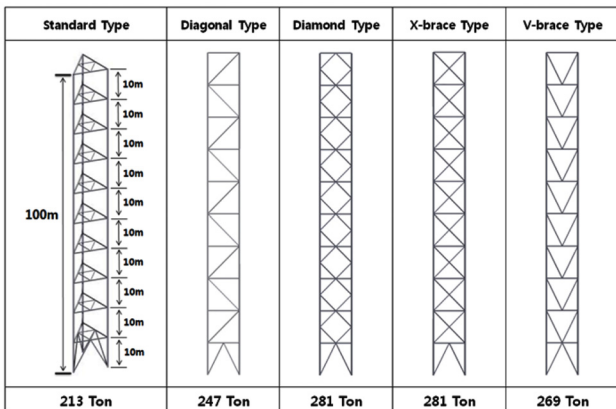 Standard Type
Diagonal Type
Diamond Type
X-brace Type
V-brace Type
100m
10m
10m
10m
10m
10m
10m
10m
10m
10m
10m
213 Ton
247 Ton
281 Ton
281 Ton
269 Ton